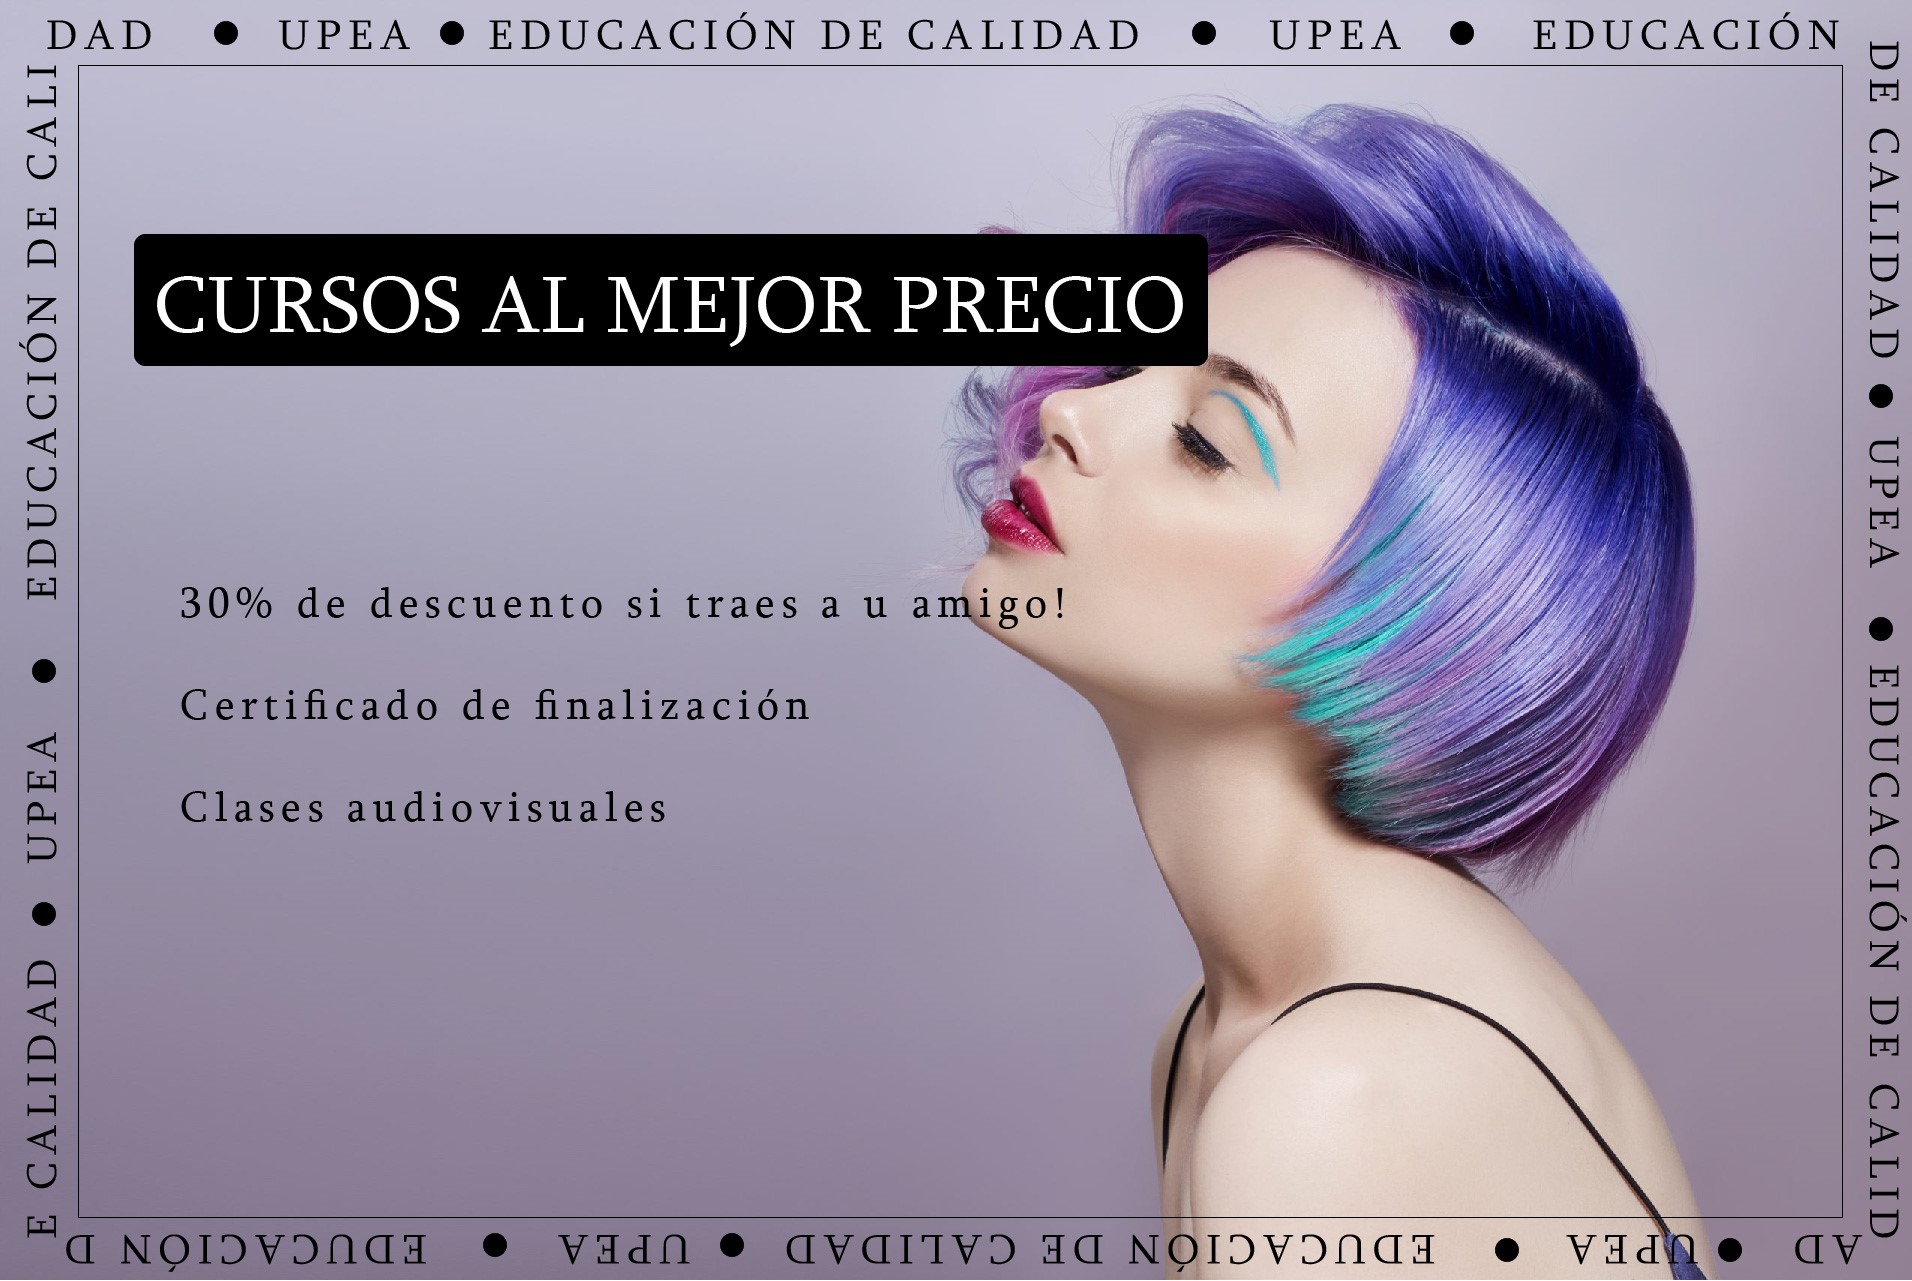 DAD ● UPEA ● EDUCACIÓN DE CALIDAD ● UPEA ● EDUCACIÓN
DE CALIDAD ● UPEA ● EDUCACIÓN DE CALID
AD ● UPEA ● EDUCACIÓN DE CALIDAD ● UPEA ● EDUCACIÓN D
E CALIDAD ● UPEA ● EDUCACIÓN DE CALI
CURSOS AL MEJOR PRECIO
30% de descuento si traes a u amigo!
Certificado de finalización
Clases audiovisuales